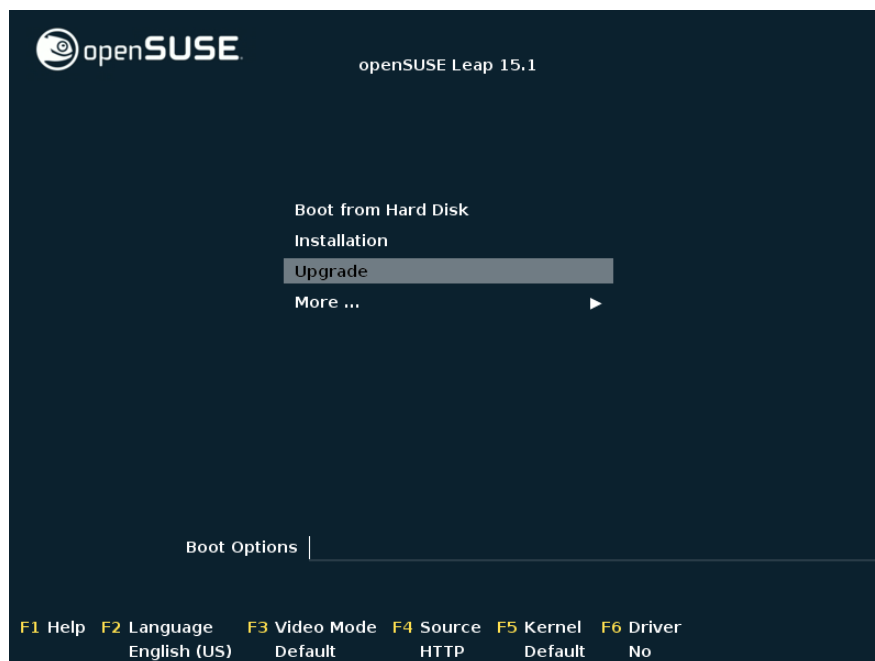 openSUSE.
openSUSE Leap 15.1
Boot from Hard Disk
Installation
Upgrade
More ...
Boot Options
F1 Help F2 Language F3 Video Mode F4 Source F5 Kernel F6 Driver
English (US) Default HTTP Default No